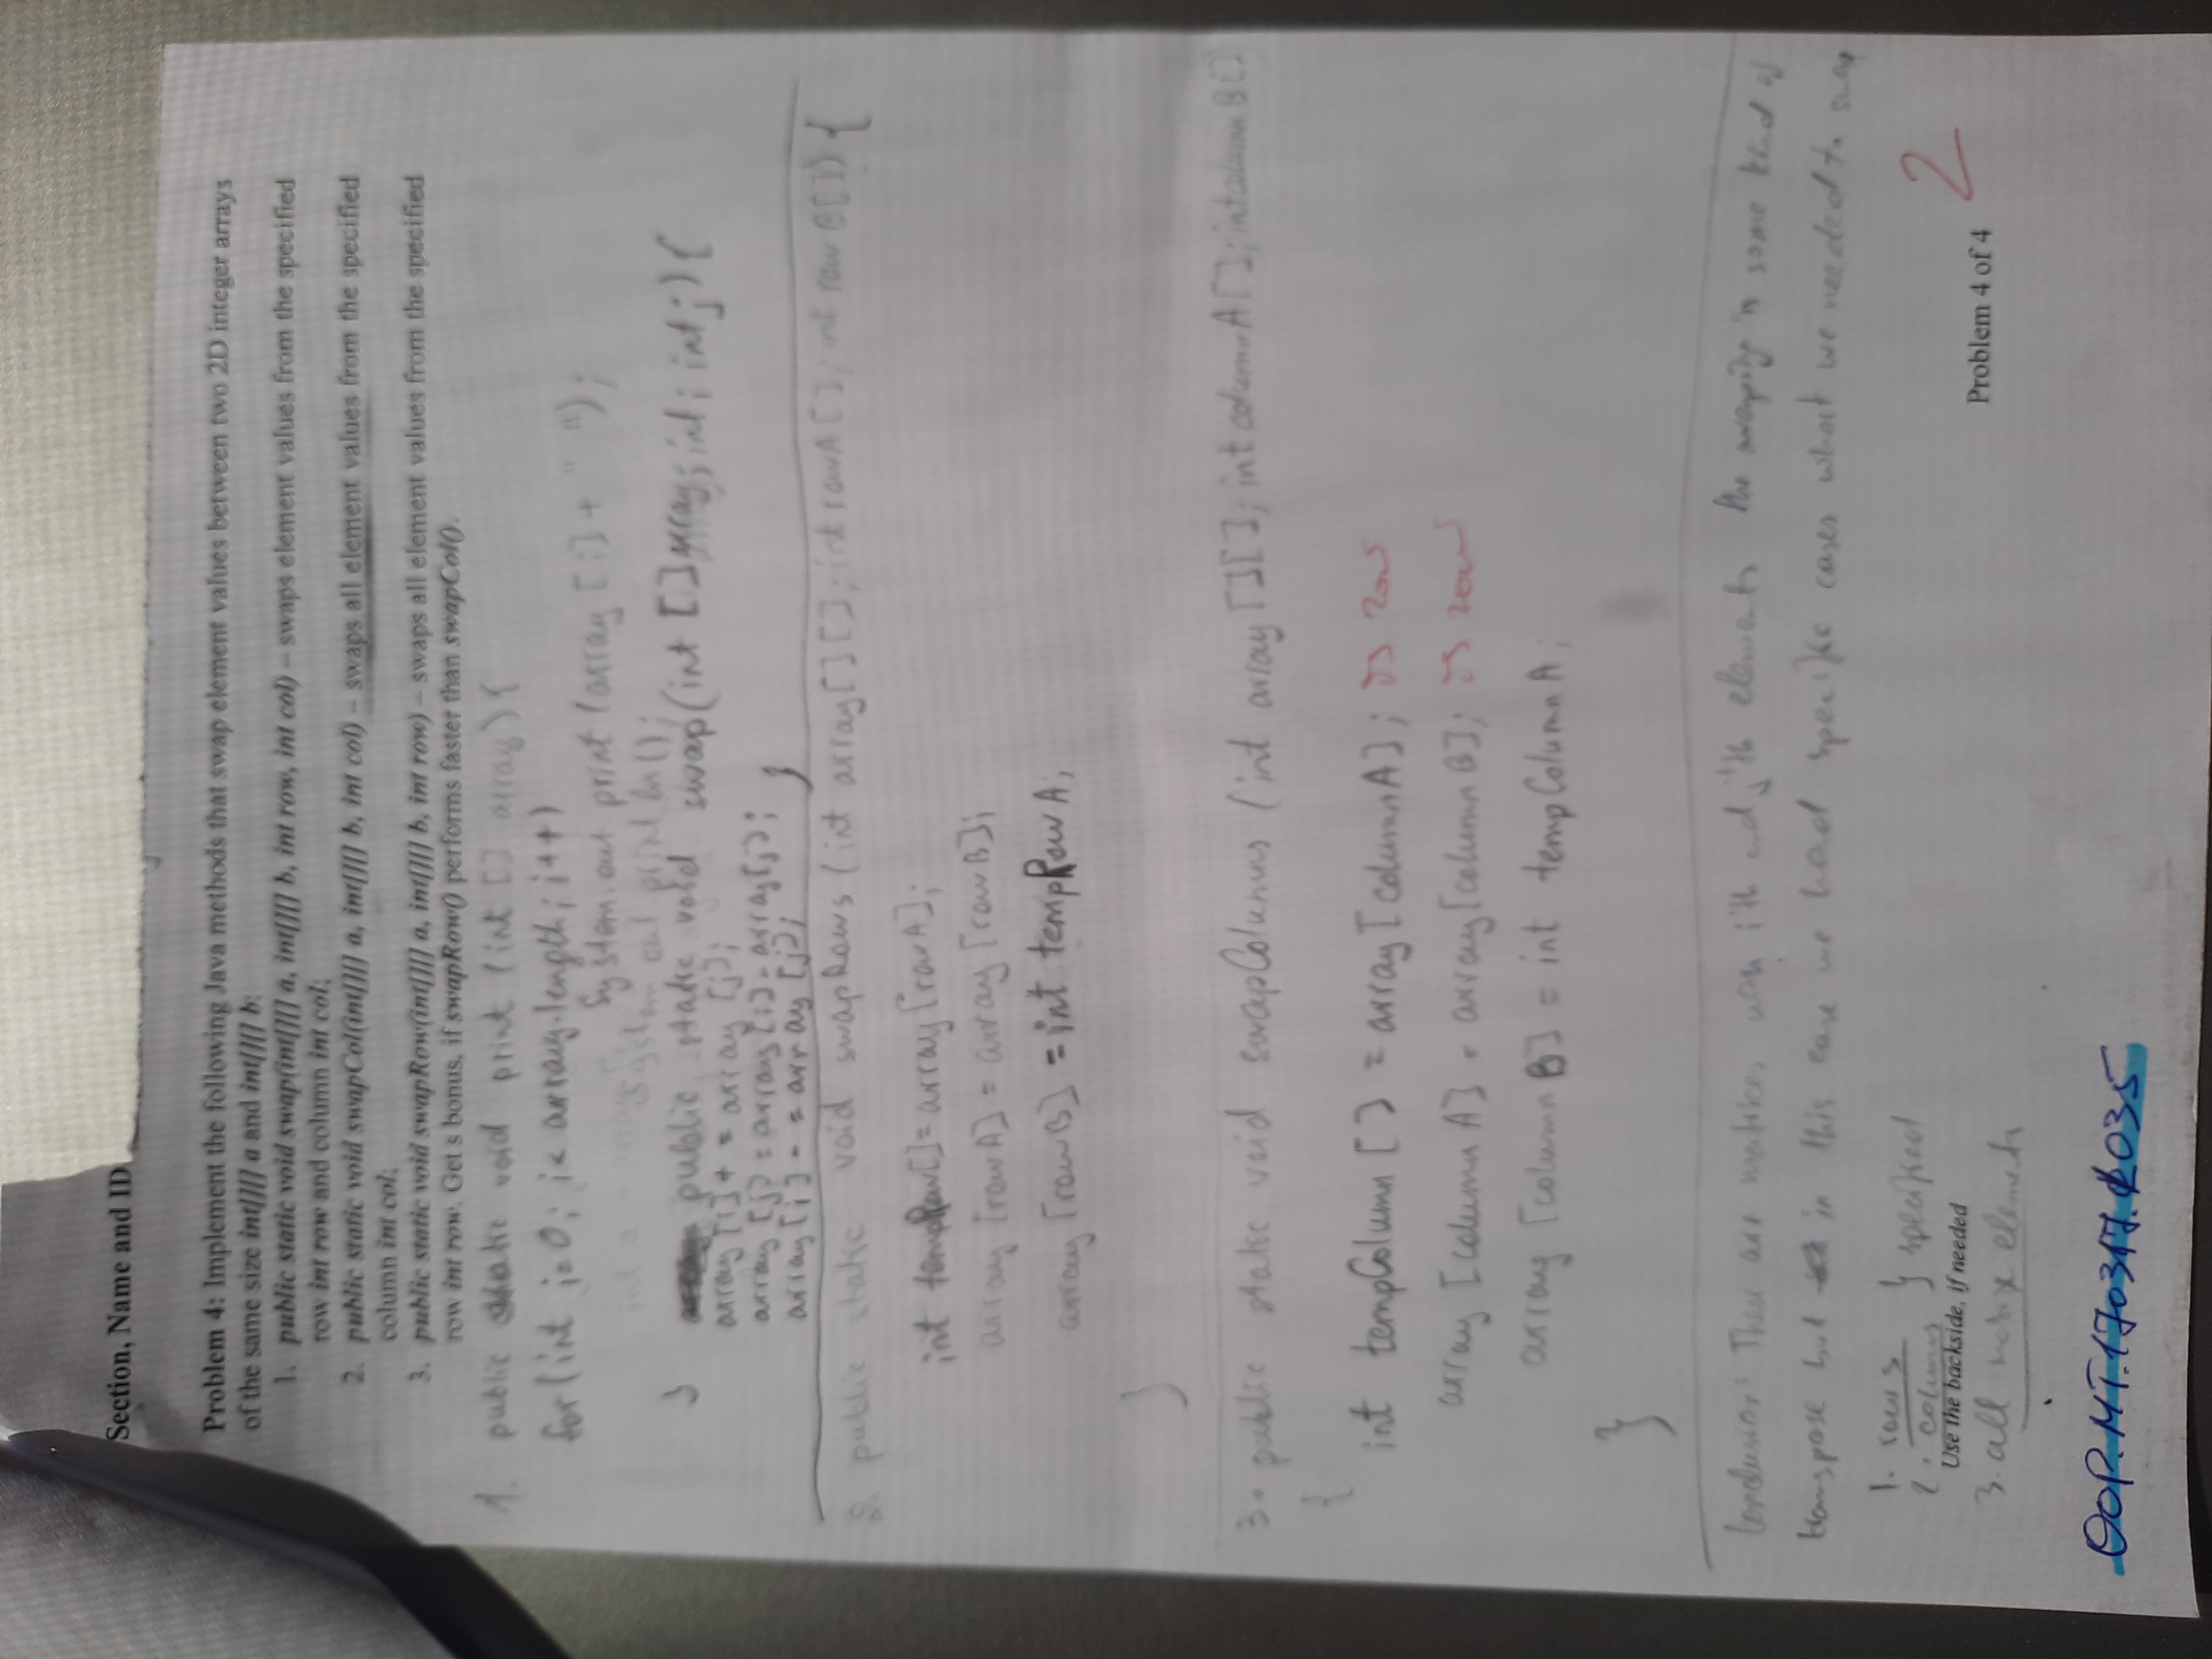 Section, Name and ID
Problem 4: Implement the following Java methods that swap element values between two 2D integer arrays
of the same size int[][] a and int[][] b:
1. public static void swap(int[][] a, int[][] b, int row, int col) – swaps element values from the specified
row int row and column int col;
2. public static void swapCol(int[][] a, int[][] b, int col) – swaps all element values from the specified
column int col;
3. public static void swapRow(int[][] a, int[][] b, int row) – swaps all element values from the specified
row int row. Get s bonus, if swapRow() performs faster than swapCol().
1. public static void print (int [] array) {
for (int i=0; i< array.length; i++)
System.out print (array [i] + " ");
System out println();
} public static void swap (int [] array; int i int j) {
array [i] + = array [j];
array [j] = array [i] - array[j];
array [i] - = array [j]; }
2. public static void swapRows (int array[][]; int rowA []; int rowB[]) {
int tempRow[]= array [rowA];
array [rowA] = array [rowB];
array [rowB] = int tempRowA;
}
3. public static void swapColumns (int array [][]; int columnA []; int columnB []
{
int tempColumn [] = array [columnA]; is row
array [columnA] = array [columnB]; is row
array [columnB] = int tempColumnA;
}
Conclusion: These are matrices with i'th and j'th elements the swapping is some kind of
transpose but in this case we had specific cases what we needed to swap
1. rows } specified
2. columns
Use the backside, if needed
Problem 4 of 4
2
3. all matrix elements
OOP.MT.170317.R035